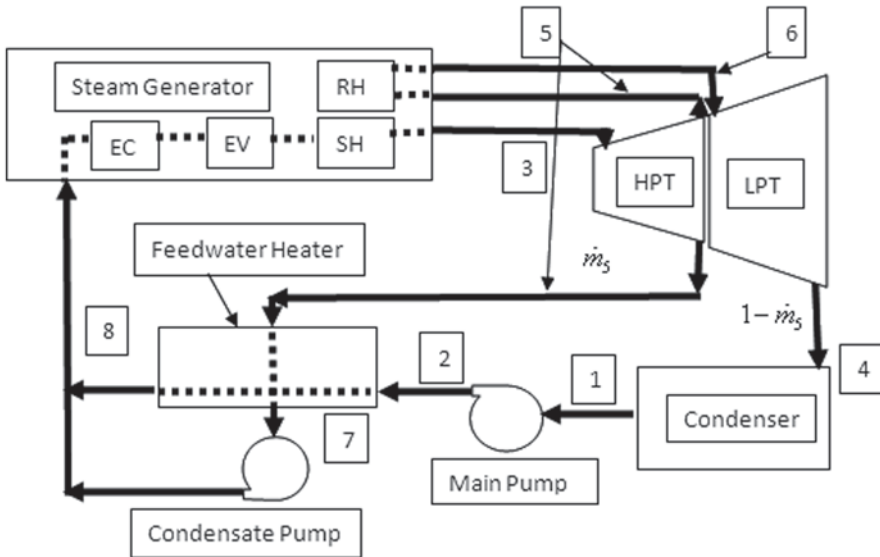 5
6
Steam Generator
RH
EC
EV
SH
3
HPT
LPT
Feedwater Heater
ṁ₅
1− ṁ₅
8
2
1
4
7
Condenser
Main Pump
Condensate Pump